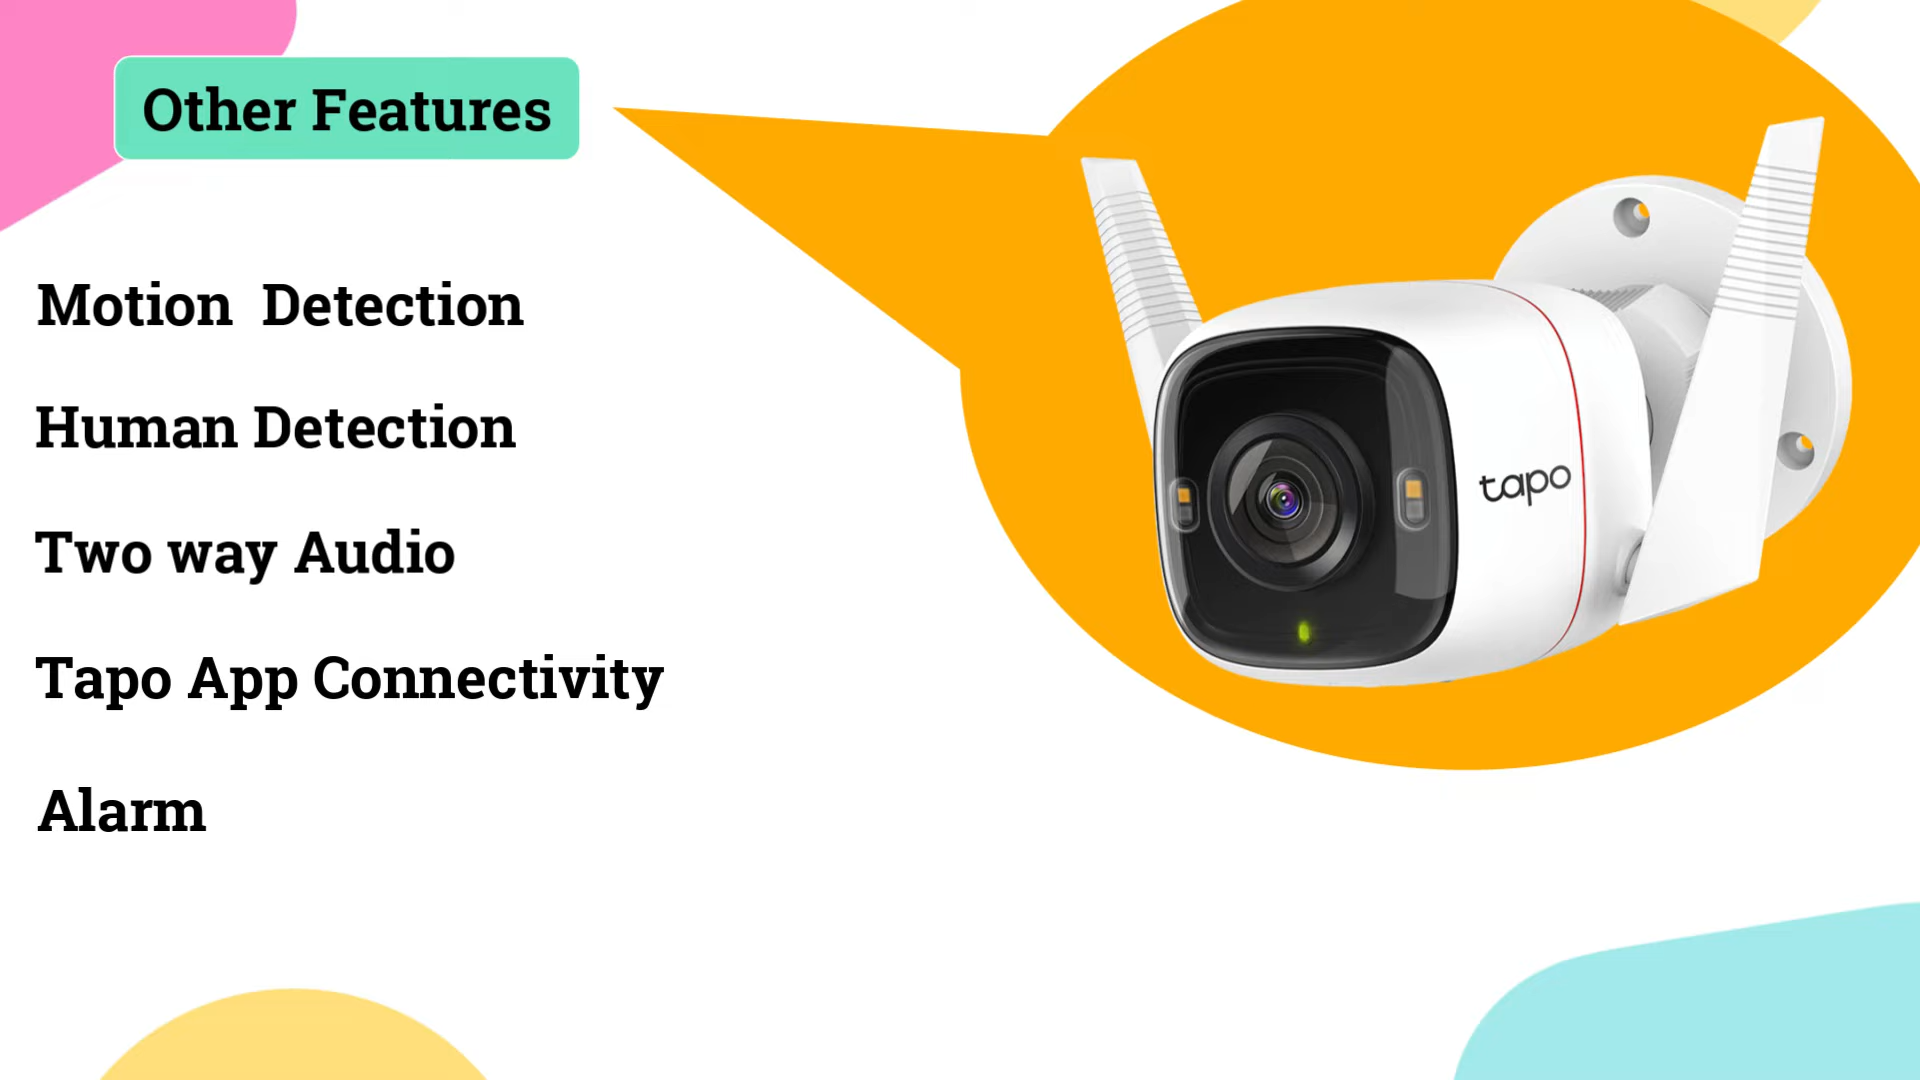 Other Features
Motion  Detection
Human Detection
Two way Audio
Tapo App Connectivity
Alarm
tapo